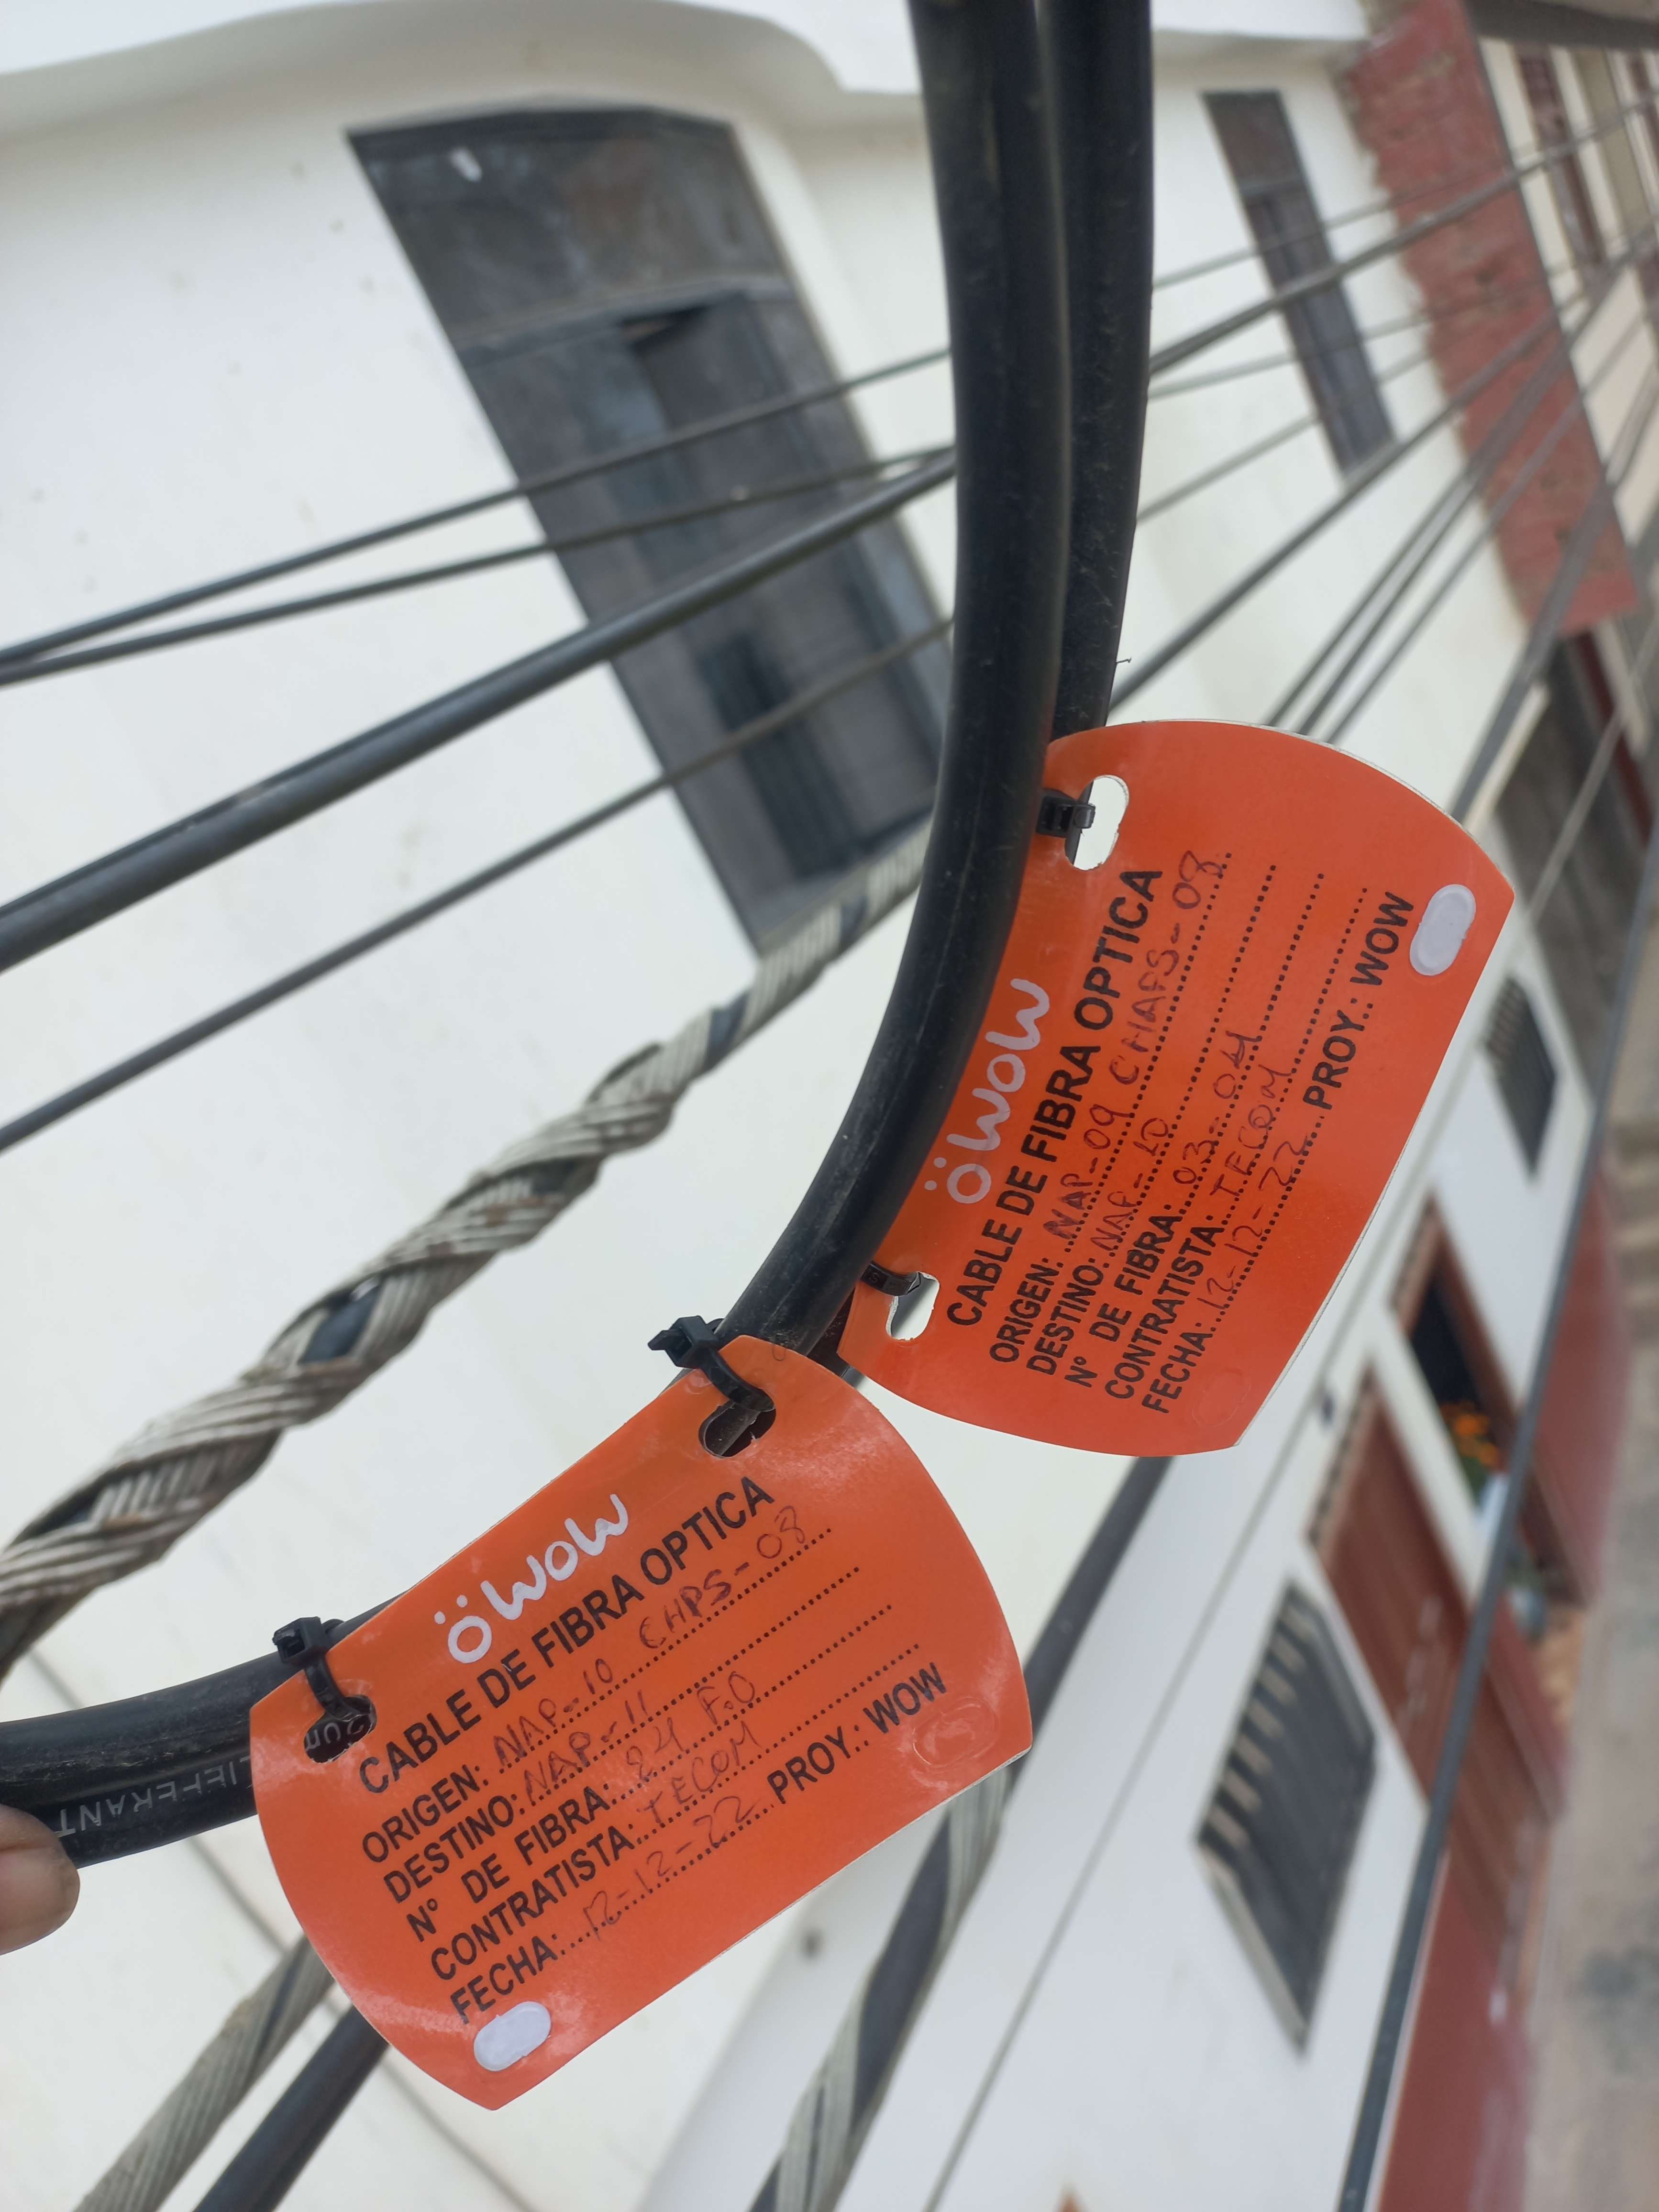 öwow
CABLE DE FIBRA OPTICA
ORIGEN: NAP-10 CHPS-08
DESTINO: NAP-11
N° DE FIBRA: 24 F.O
CONTRATISTA: TECOM
FECHA: 12-12-22 PROY.: WOW
öwow
CABLE DE FIBRA OPTICA
ORIGEN: NAP-09 CHAPS-08
DESTINO: NAP-10
N° DE FIBRA: 03-04
CONTRATISTA: TECOM
FECHA: 12-12-22 PROY.: WOW